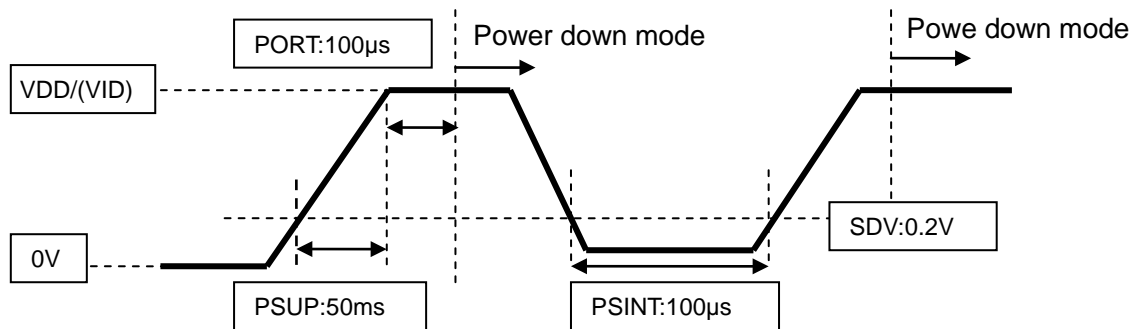 PORT:100µs
Power down mode
Powe down mode
VDD/(VID)
SDV:0.2V
0V
PSUP:50ms
PSINT:100µs